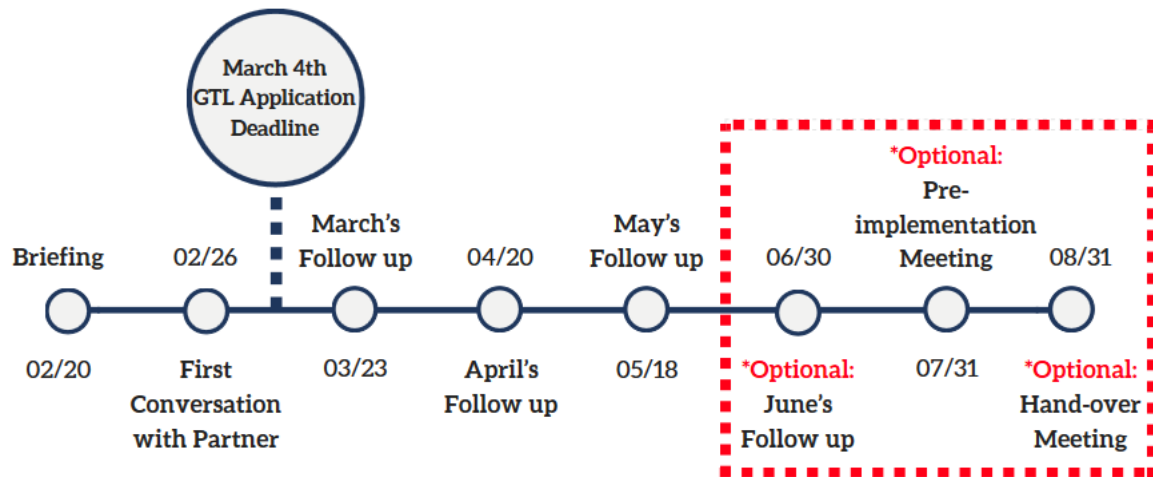 March 4th
GTL Application
Deadline
Briefing
02/20
02/26
First
Conversation
with Partner
March’s
Follow up
03/23
04/20
April's
Follow up
May’s
Follow up
05/18
06/30
*Optional:
June’s
Follow up
*Optional:
Pre-
implementation
Meeting
07/31
08/31
*Optional:
Hand-over
Meeting